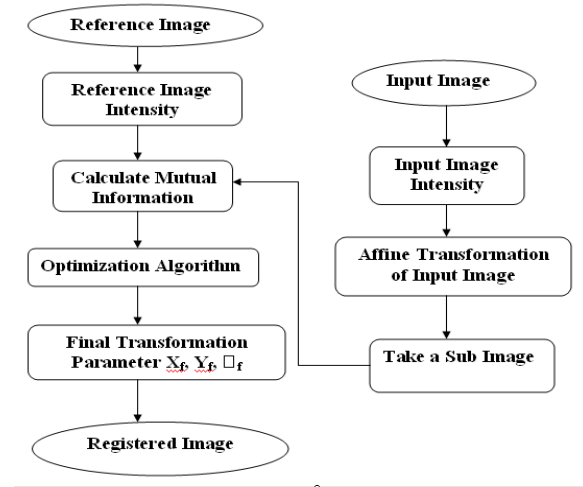 Reference Image
Reference Image
Intensity
Calculate Mutual
Information
Optimization Algorithm
Final Transformation
Parameter Xf, Yf, □f
Registered Image
Input Image
Input Image
Intensity
Affine Transformation
of Input Image
Take a Sub Image